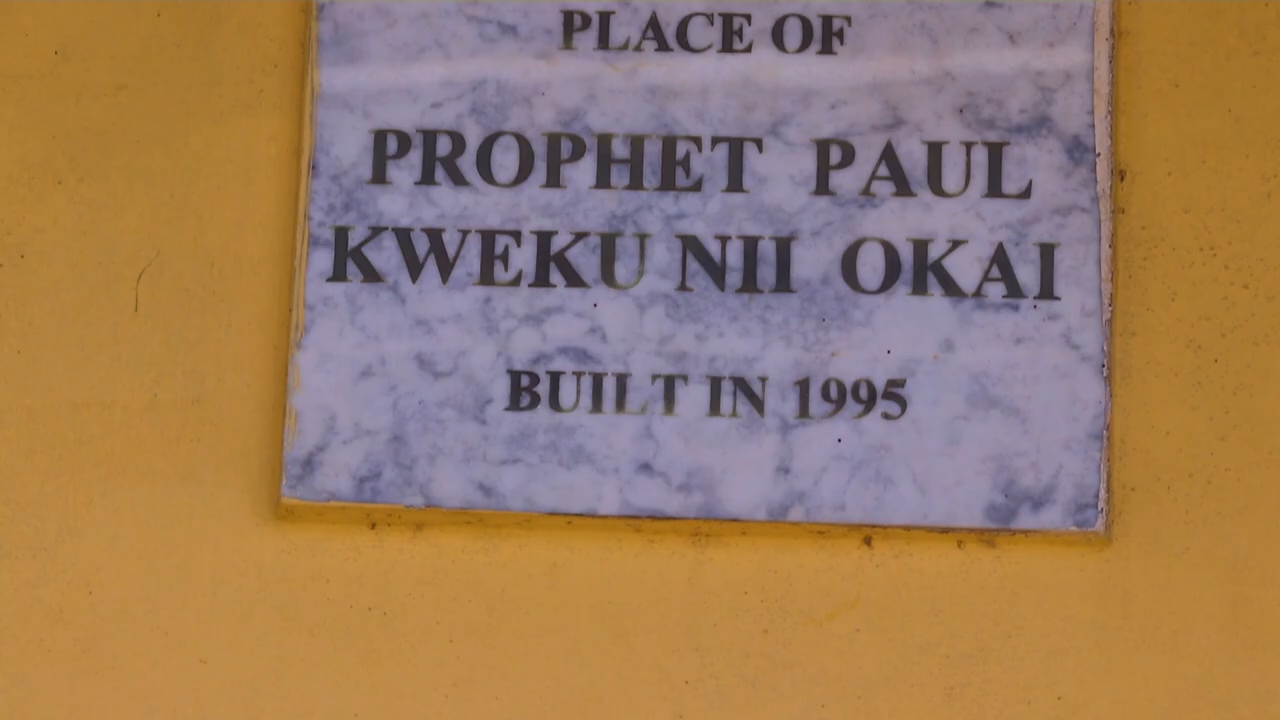 PLACE OF
PROPHET PAUL
KWEKU NII OKAI
BUILT IN 1995